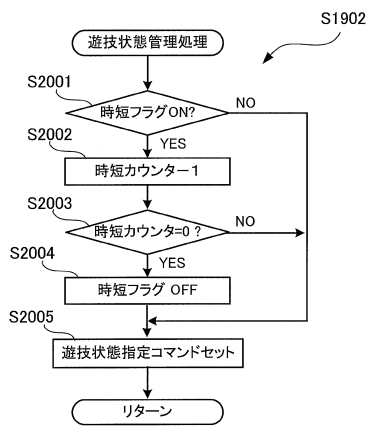 S1902
遊技状態管理処理
S2001
時短フラグON?
NO
YES
S2002
時短カウンター1
S2003
時短カウンタ=0?
NO
YES
S2004
時短フラグ OFF
S2005
遊技状態指定コマンドセット
リターン